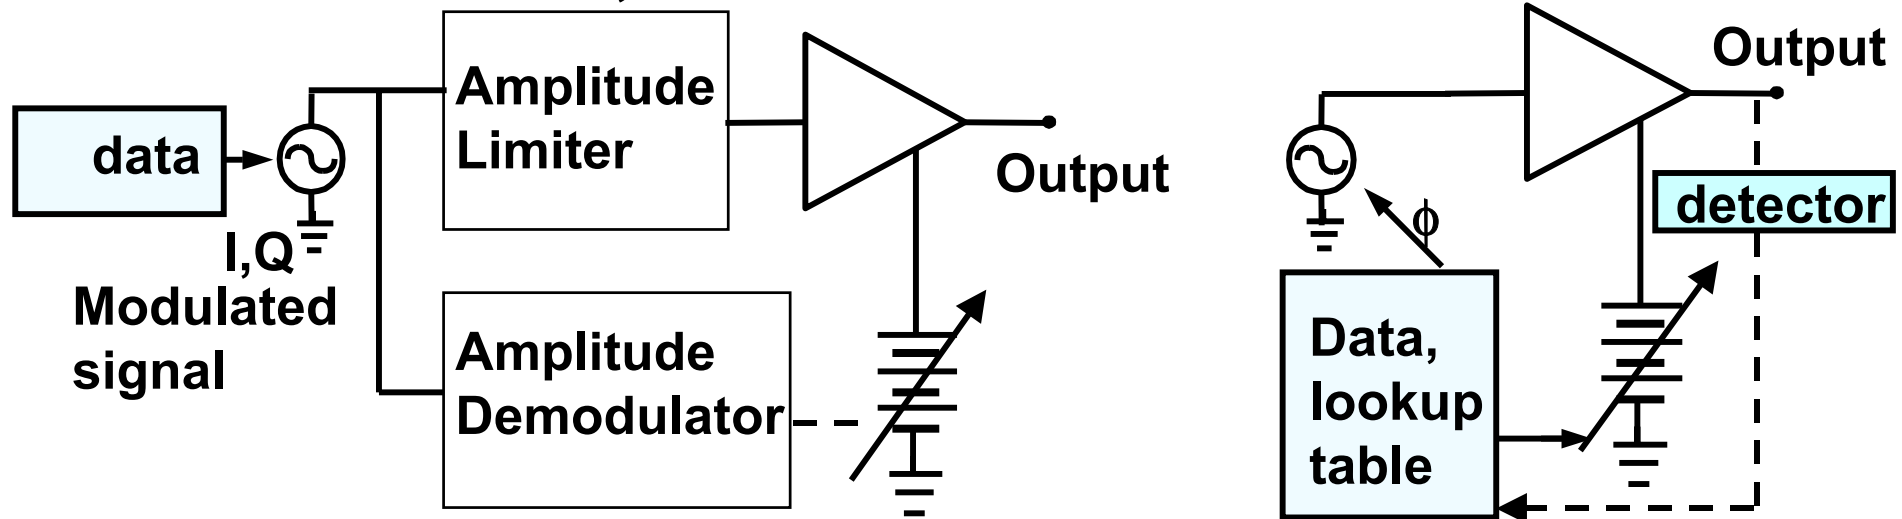 data
I,Q
Modulated
signal
Amplitude
Limiter
Amplitude
Demodulator
Output
Output
detector
ϕ
Data,
lookup
table